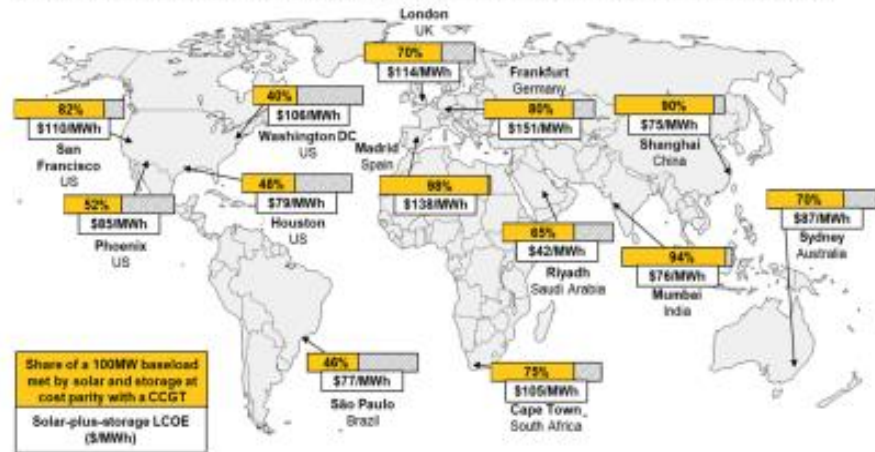 London
UK
70%
$114/MWh
Frankfurt
Germany
80%
$151/MWh
90%
$75/MWh
Shanghai
China
82%
$110/MWh
San
Francisco
US
40%
$106/MWh
Washington DC
US
Madrid
Spain
98%
$138/MWh
52%
$85/MWh
Phoenix
US
48%
$79/MWh
Houston
US
65%
$42/MWh
Riyadh
Saudi Arabia
94%
$76/MWh
Mumbai
India
70%
$87/MWh
Sydney
Australia
46%
$77/MWh
São Paulo
Brazil
75%
$105/MWh
Cape Town
South Africa
Share of a 100MW baseload
met by solar and storage at
cost parity with a CCGT
Solar-plus-storage LCOE
($/MWh)